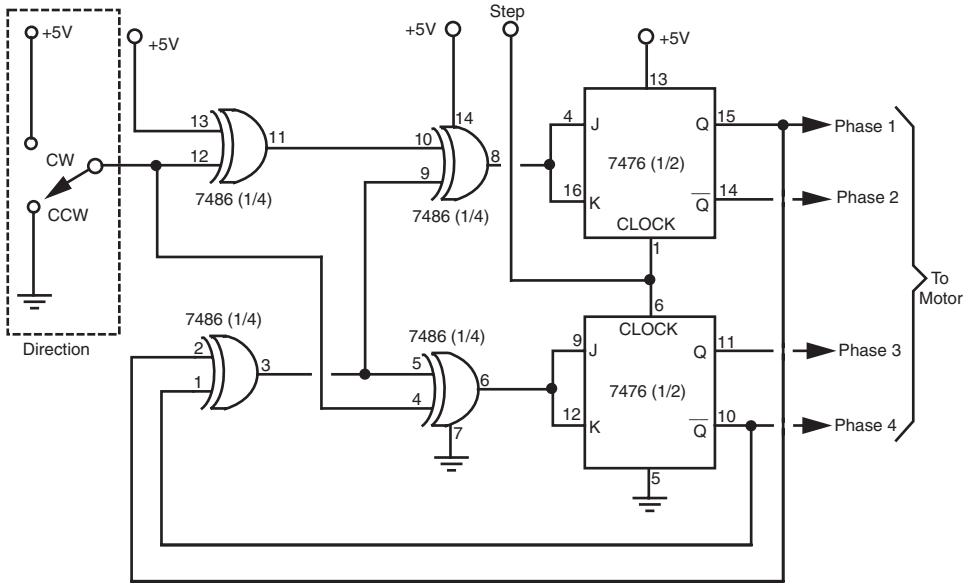 +5V
CW
CCW
Direction
+5V
13
12
11
7486 (1/4)
+5V
14
10
9
8
7486 (1/4)
Step
7486 (1/4)
2
1
3
7486 (1/4)
5
4
6
7
+5V
13
4
J
16
K
7476 (1/2)
Q
15
Q
14
CLOCK
1
6
CLOCK
9
J
12
K
7476 (1/2)
Q
11
Q
10
5
Phase 1
Phase 2
Phase 3
Phase 4
To
Motor